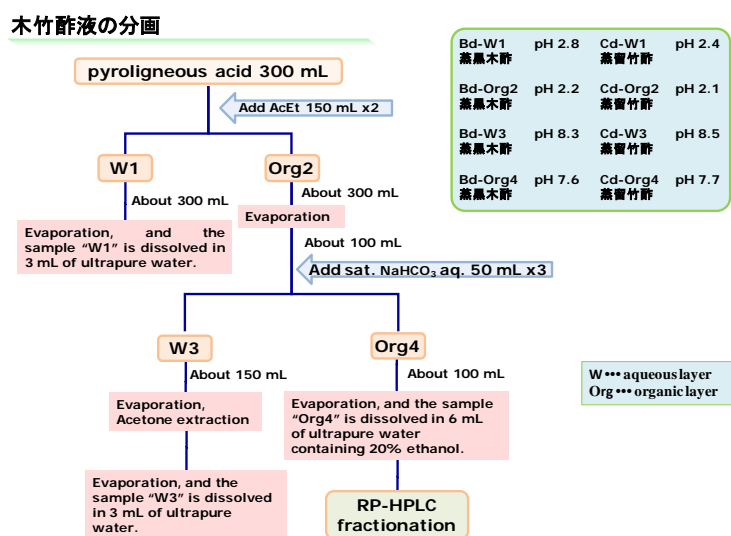 木竹酢液の分画
pyroligneous acid 300 mL
Add AcEt 150 mL x2
W1
Org2
About 300 mL
About 300 mL
Evaporation, and the
sample “W1” is dissolved in
3 mL of ultrapure water.
Evaporation
About 100 mL
Add sat. NaHCO₃ aq. 50 mL x3
W3
Org4
About 150 mL
About 100 mL
Evaporation,
Acetone extraction
Evaporation, and the sample
“Org4” is dissolved in 6 mL
of ultrapure water
containing 20% ethanol.
Evaporation, and the
sample “W3” is dissolved
in 3 mL of ultrapure
water.
RP-HPLC
fractionation
Bd-W1 pH 2.8 Cd-W1 pH 2.4
蒸黒木酢 蒸留竹酢
Bd-Org2 pH 2.2 Cd-Org2 pH 2.1
蒸黒木酢 蒸留竹酢
Bd-W3 pH 8.3 Cd-W3 pH 8.5
蒸黒木酢 蒸留竹酢
Bd-Org4 pH 7.6 Cd-Org4 pH 7.7
蒸黒木酢 蒸留竹酢
W ••• aqueous layer
Org ••• organic layer